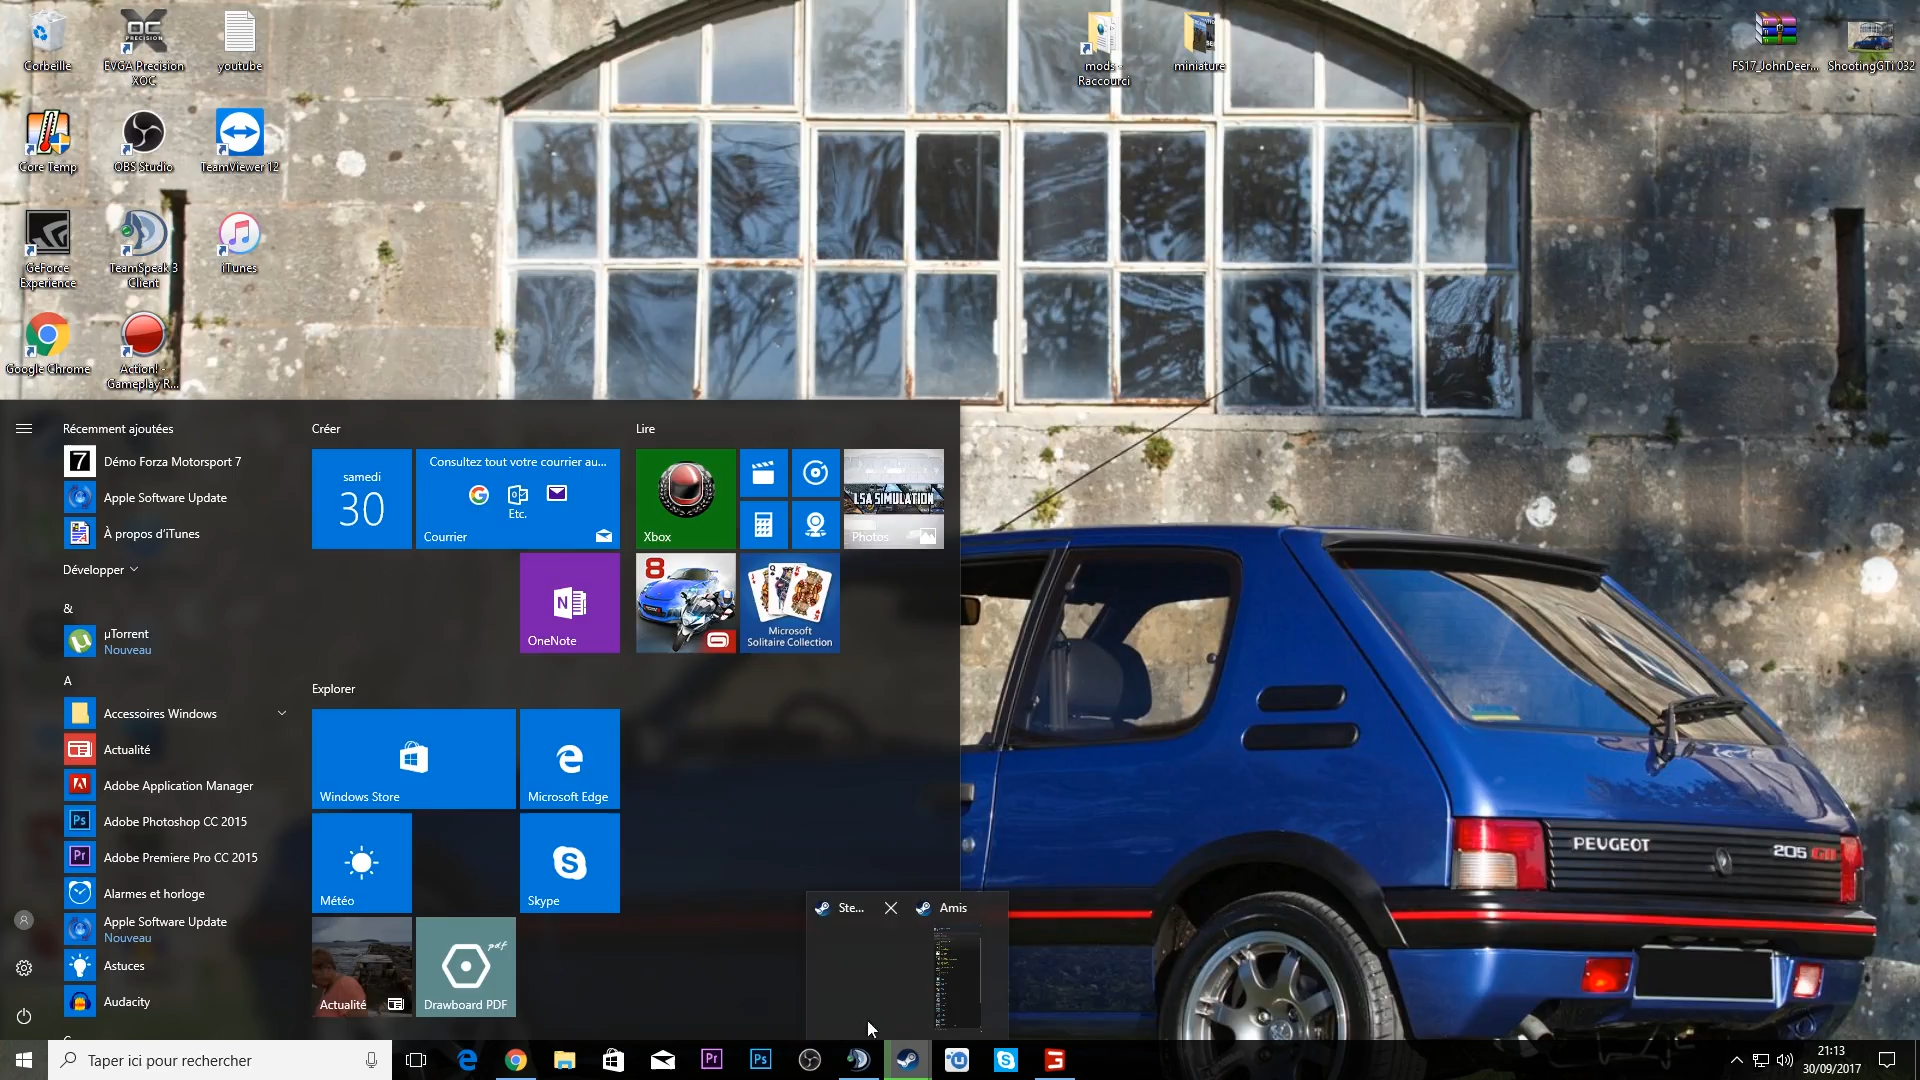 Corbeille
EVGA Precision
XOC
youtube
mods -
Raccourci
miniature
FS17_JohnDeer...
ShootingGTi 032
Core Temp
OBS Studio
TeamViewer 12
GeForce
Experience
TeamSpeak 3
Client
iTunes
Google Chrome
Action! -
Gameplay R...
Récemment ajoutées
Démo Forza Motorsport 7
Apple Software Update
À propos d'iTunes
Développer
&
µTorrent
Nouveau
A
Accessoires Windows
Actualité
Adobe Application Manager
Adobe Photoshop CC 2015
Adobe Premiere Pro CC 2015
Alarmes et horloge
Apple Software Update
Nouveau
Astuces
Audacity
Créer
samedi
30
Consultez tout votre courrier au...
Etc.
Courrier
OneNote
Lire
Xbox
LSA SIMULATION
Photos
8
Microsoft
Solitaire Collection
Explorer
Windows Store
Microsoft Edge
Météo
Skype
Actualité
pdf
Drawboard PDF
Ste...
Amis
PEUGEOT
205 GTI
Taper ici pour rechercher
21:13
30/09/2017